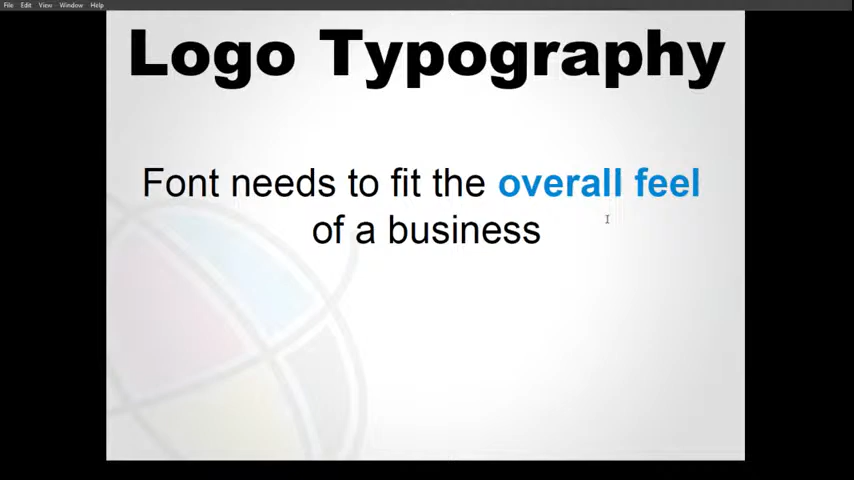 File Edit View Window Help
Logo Typography
Font needs to fit the overall feel
of a business